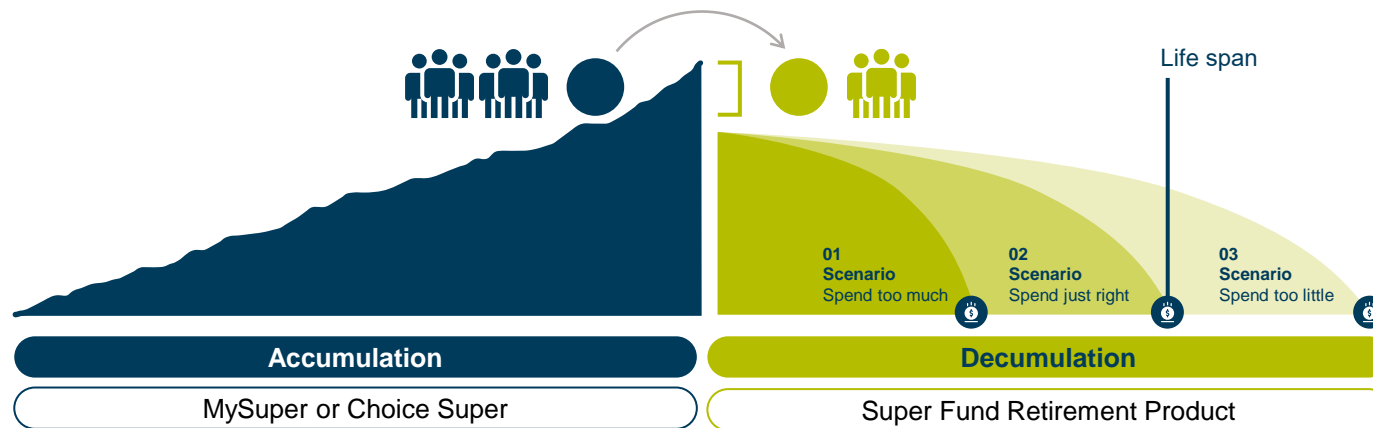 Life span
01
Scenario
Spend too much
02
Scenario
Spend just right
03
Scenario
Spend too little
$
$
$
Accumulation
Decumulation
MySuper or Choice Super
Super Fund Retirement Product